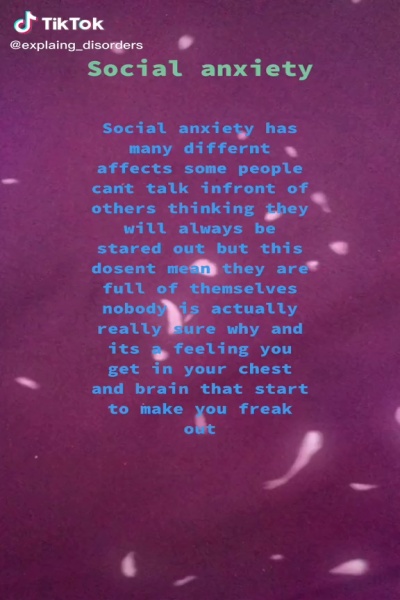 TikTok
@explaing_disorders
Social anxiety
Social anxiety has
many differnt
affects some people
cant talk infront of
others thinking they
will always be
stared out but this
dosent mean they are
full of themselves
nobody is actually
really sure why and
its a feeling you
get in your chest
and brain that start
to make you freak
out